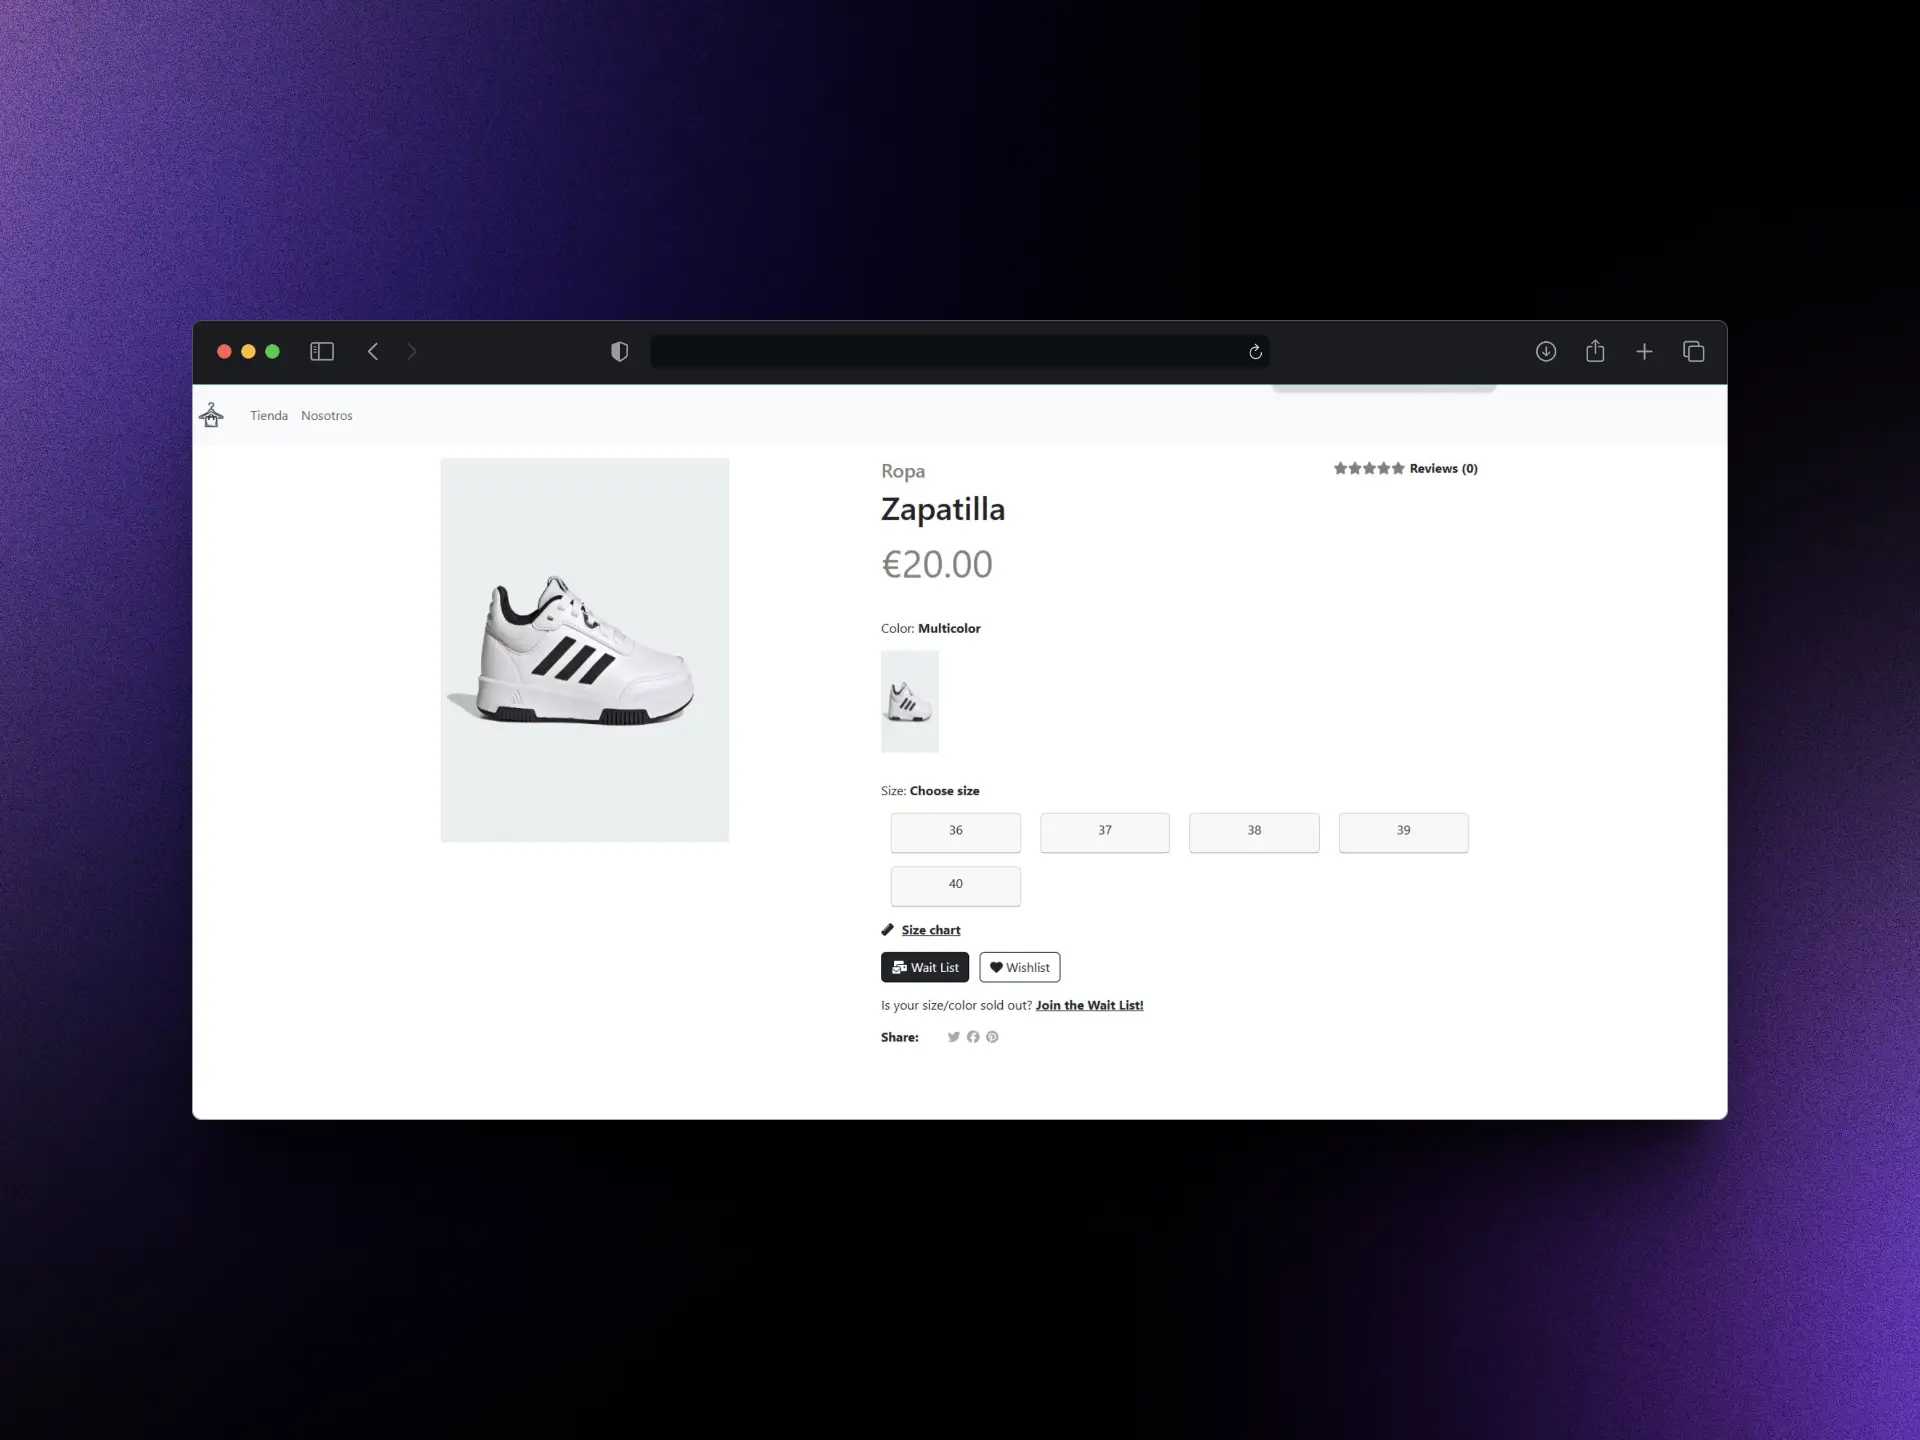 Tienda Nosotros
Ropa
Reviews (0)
Zapatilla
€20.00
Color: Multicolor
Size: Choose size
36 37 38 39
40
Size chart
Wait List Wishlist
Is your size/color sold out? Join the Wait List!
Share: